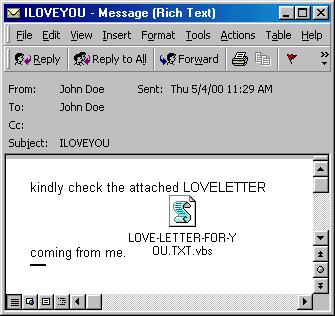 ILOVEYOU - Message (Rich Text)
File Edit View Insert Format Tools Actions Table Help
Reply Reply to All Forward
From: John Doe Sent: Thu 5/4/00 11:29 AM
To: John Doe
Cc:
Subject: ILOVEYOU
kindly check the attached LOVELETTER
LOVE-LETTER-FOR-Y
OU.TXT.vbs
coming from me.